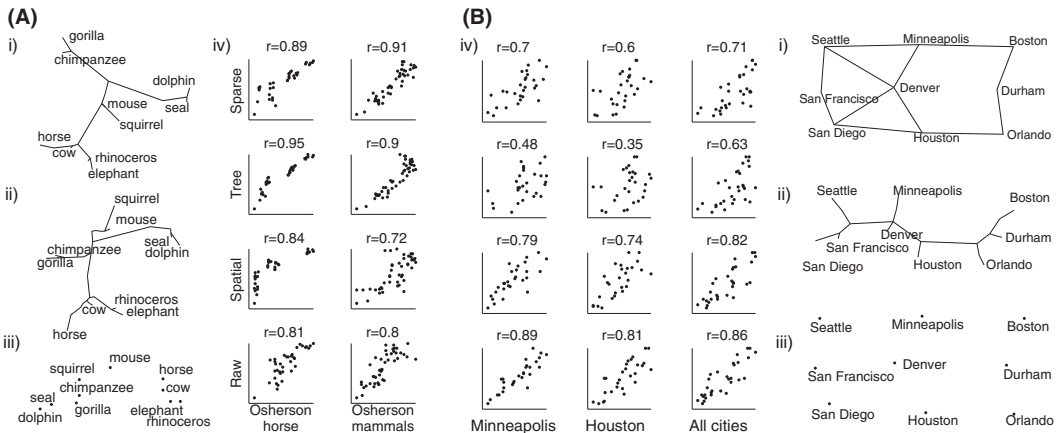 (A)
i)
gorilla
chimpanzee
dolphin
seal
mouse
squirrel
horse
cow
rhinoceros
elephant
ii)
squirrel
mouse
seal
dolphin
chimpanzee
gorilla
rhinoceros
cow
elephant
horse
iii)
mouse
squirrel
horse
chimpanzee
cow
seal
gorilla
elephant
dolphin
rhinoceros
iv)
r=0.89
r=0.91
Sparse
r=0.95
r=0.9
Tree
r=0.84
r=0.72
Spatial
r=0.81
r=0.8
Raw
Osherson
horse
Osherson
mammals
(B)
iv)
r=0.7
r=0.6
r=0.71
r=0.48
r=0.35
r=0.63
r=0.79
r=0.74
r=0.82
r=0.89
r=0.81
r=0.86
Minneapolis
Houston
All cities
i)
Seattle
Minneapolis
Boston
San Francisco
Denver
Durham
San Diego
Houston
Orlando
ii)
Seattle
Minneapolis
Boston
Denver
San Francisco
Durham
San Diego
Houston
Orlando
iii)
Seattle
Minneapolis
Boston
Denver
San Francisco
Durham
San Diego
Houston
Orlando